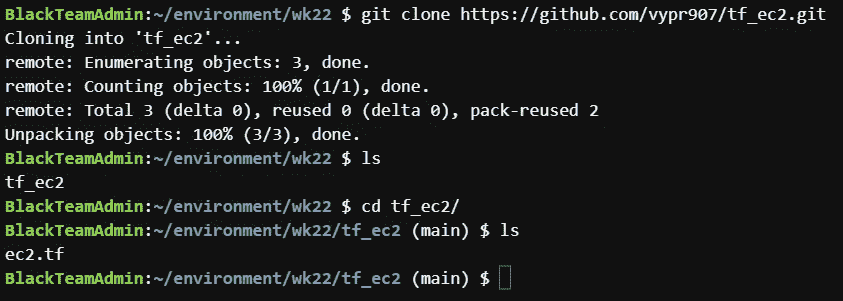 BlackTeamAdmin:~/environment/wk22 $ git clone https://github.com/vypr907/tf_ec2.git
Cloning into 'tf_ec2'...
remote: Enumerating objects: 3, done.
remote: Counting objects: 100% (1/1), done.
remote: Total 3 (delta 0), reused 0 (delta 0), pack-reused 2
Unpacking objects: 100% (3/3), done.
BlackTeamAdmin:~/environment/wk22 $ ls
tf_ec2
BlackTeamAdmin:~/environment/wk22 $ cd tf_ec2/
BlackTeamAdmin:~/environment/wk22/tf_ec2 (main) $ ls
ec2.tf
BlackTeamAdmin:~/environment/wk22/tf_ec2 (main) $